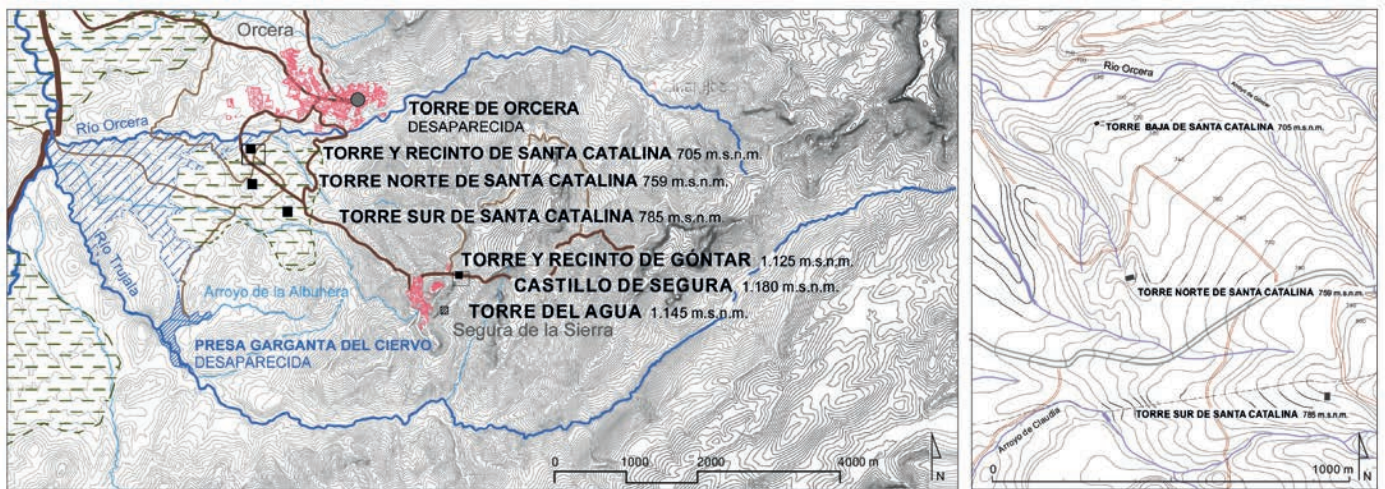 Orcera
TORRE DE ORCERA
DESAPARECIDA
Río Orcera
TORRE Y RECINTO DE SANTA CATALINA 705 m.s.n.m.
TORRE NORTE DE SANTA CATALINA 759 m.s.n.m.
TORRE SUR DE SANTA CATALINA 785 m.s.n.m
Río Trujala
TORRE Y RECINTO DE GÓNTAR 1.125 m.s.n.m.
CASTILLO DE SEGURA 1.180 m.s.n.m.
Arroyo de la Albuhera
TORRE DEL AGUA 1.145 m.s.n.m.
Segura de la Sierra
PRESA GARGANTA DEL CIERVO
DESAPARECIDA
0 1000 2000 4000 m
N
Río Orcera
TORRE BAJA DE SANTA CATALINA 705 m.s.n.m.
TORRE NORTE DE SANTA CATALINA 759 m.s.n.m.
TORRE SUR DE SANTA CATALINA 785 m.s.n.m.
Arroyo de Claudia
0 1000 m
N